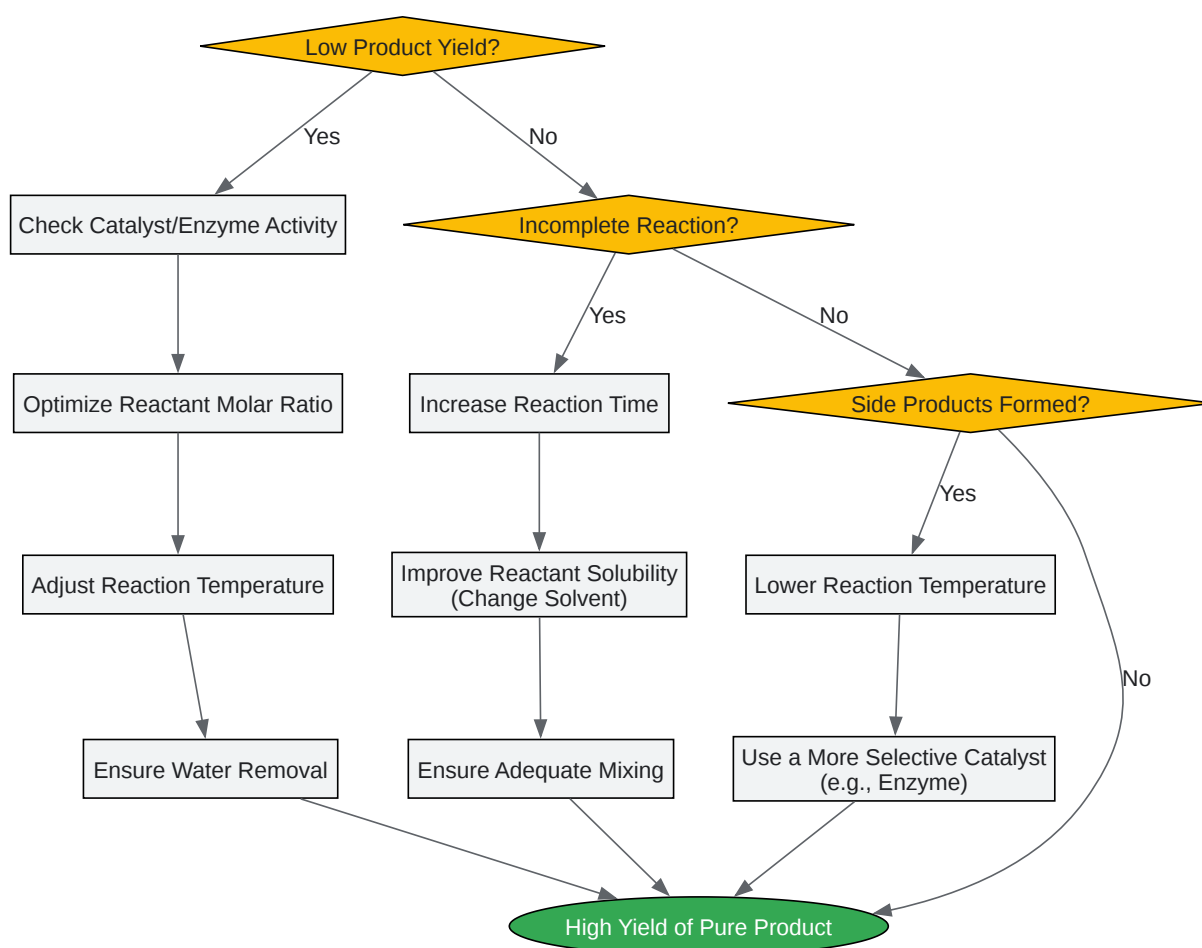 Low Product Yield?
Yes
No
Check Catalyst/Enzyme Activity
Incomplete Reaction?
Yes
No
Optimize Reactant Molar Ratio
Increase Reaction Time
Side Products Formed?
Yes
Adjust Reaction Temperature
Improve Reactant Solubility
(Change Solvent)
Lower Reaction Temperature
No
Ensure Water Removal
Ensure Adequate Mixing
Use a More Selective Catalyst
(e.g., Enzyme)
High Yield of Pure Product